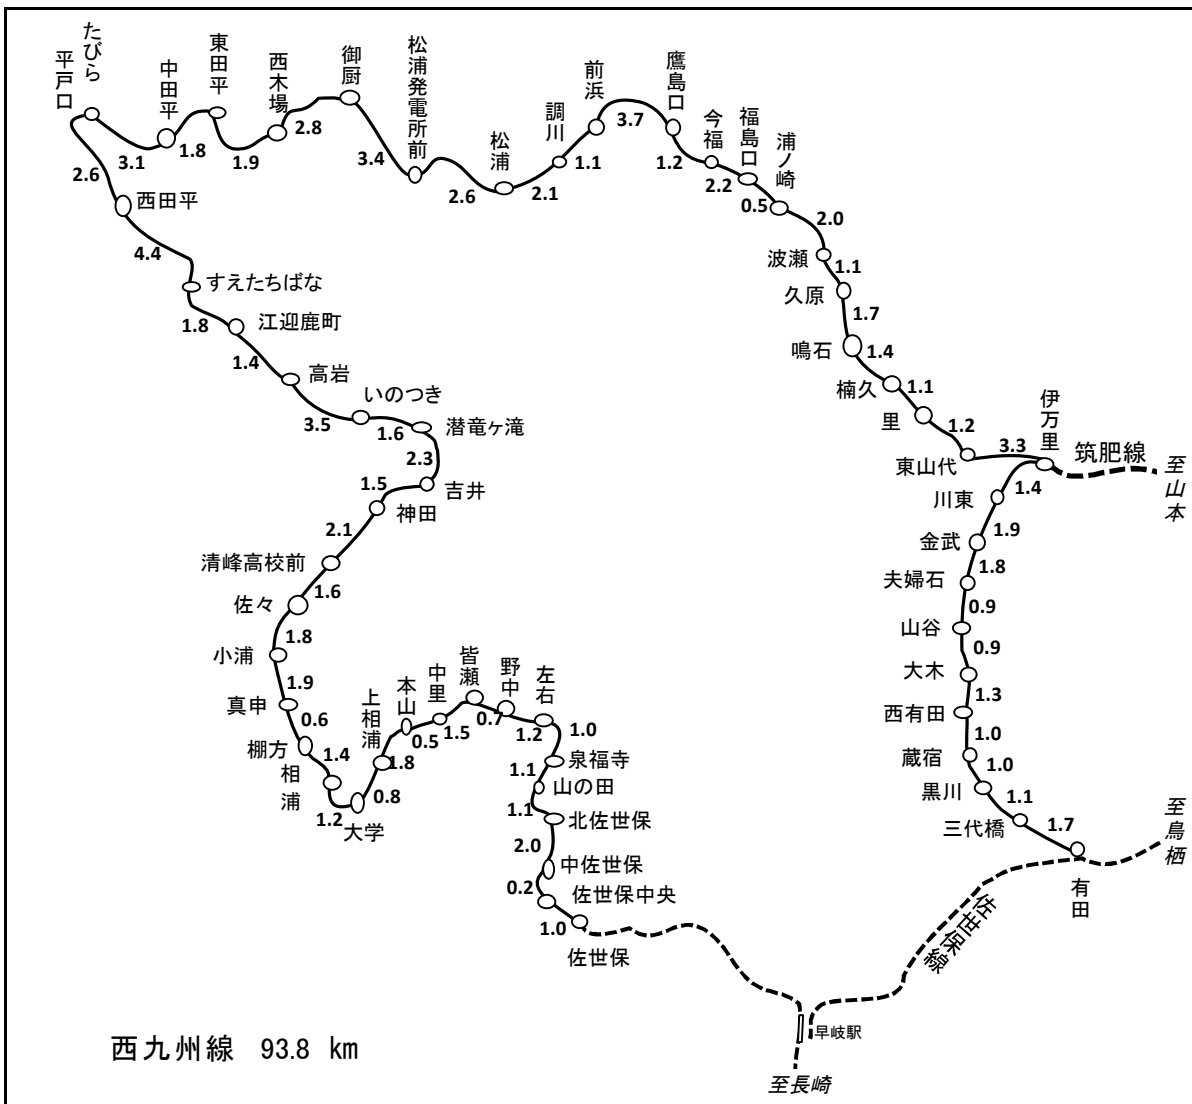 たびら
平戸口
3.1
中田平
1.8
東田平
1.9
西木場
2.8
御厨
3.4
松浦発電所前
2.6
松浦
2.1
調川
1.1
前浜
3.7
鷹島口
1.2
今福
2.2
福島口
0.5
浦ノ崎
2.0
波瀬
1.1
久原
1.7
鳴石
1.4
楠久
1.1
里
1.2
東山代
3.3
伊万里
筑肥線
至山本
1.4
川東
1.9
金武
1.8
夫婦石
0.9
山谷
0.9
大木
1.3
西有田
1.0
蔵宿
1.0
黒川
1.1
三代橋
1.7
有田
至鳥栖
佐世保線
早岐駅
至長崎
2.6
西田平
4.4
すえたちばな
1.8
江迎鹿町
1.4
高岩
3.5
いのつき
1.6
潜竜ヶ滝
2.3
吉井
1.5
神田
2.1
清峰高校前
1.6
佐々
1.8
小浦
1.9
真申
0.6
棚方
1.4
相浦
1.2
大学
0.8
上相浦
1.8
本山
0.5
中里
1.5
皆瀬
0.7
野中
1.2
左右
1.0
泉福寺
1.1
山の田
1.1
北佐世保
2.0
中佐世保
0.2
佐世保中央
1.0
佐世保
西九州線 93.8 km